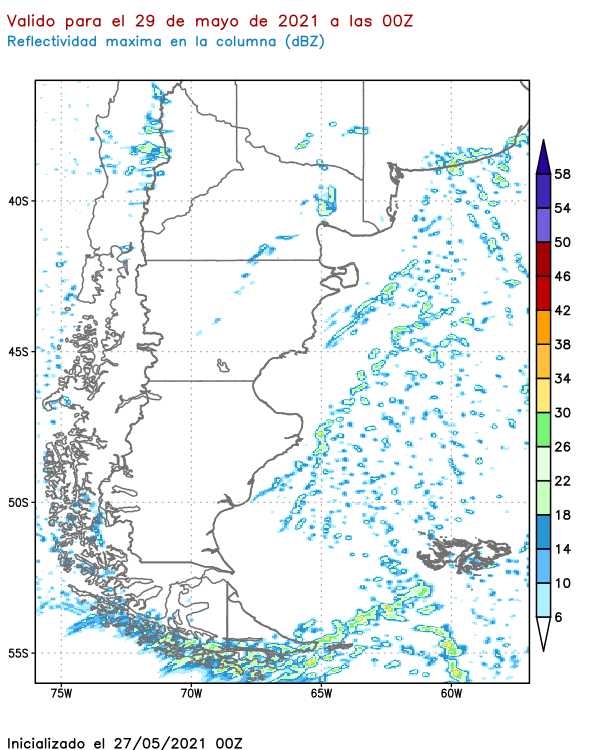 Valido para el 29 de mayo de 2021 a las 00Z
Reflectividad maxima en la columna (dBZ)
58
54
50
46
42
38
34
30
26
22
18
14
10
6
40S
45S
50S
55S
75W 70W 65W 60W
Inicializado el 27/05/2021 00Z